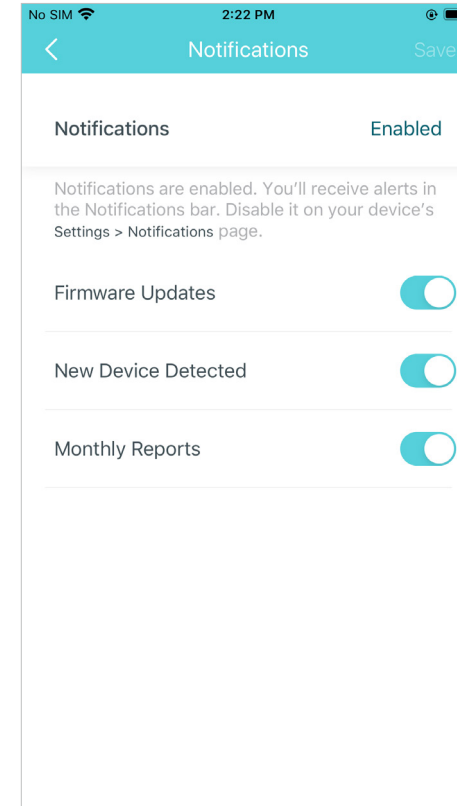 No SIM 2:22 PM
Notifications Save
Notifications Enabled
Notifications are enabled. You’ll receive alerts in
the Notifications bar. Disable it on your device’s
Settings > Notifications page.
Firmware Updates
New Device Detected
Monthly Reports